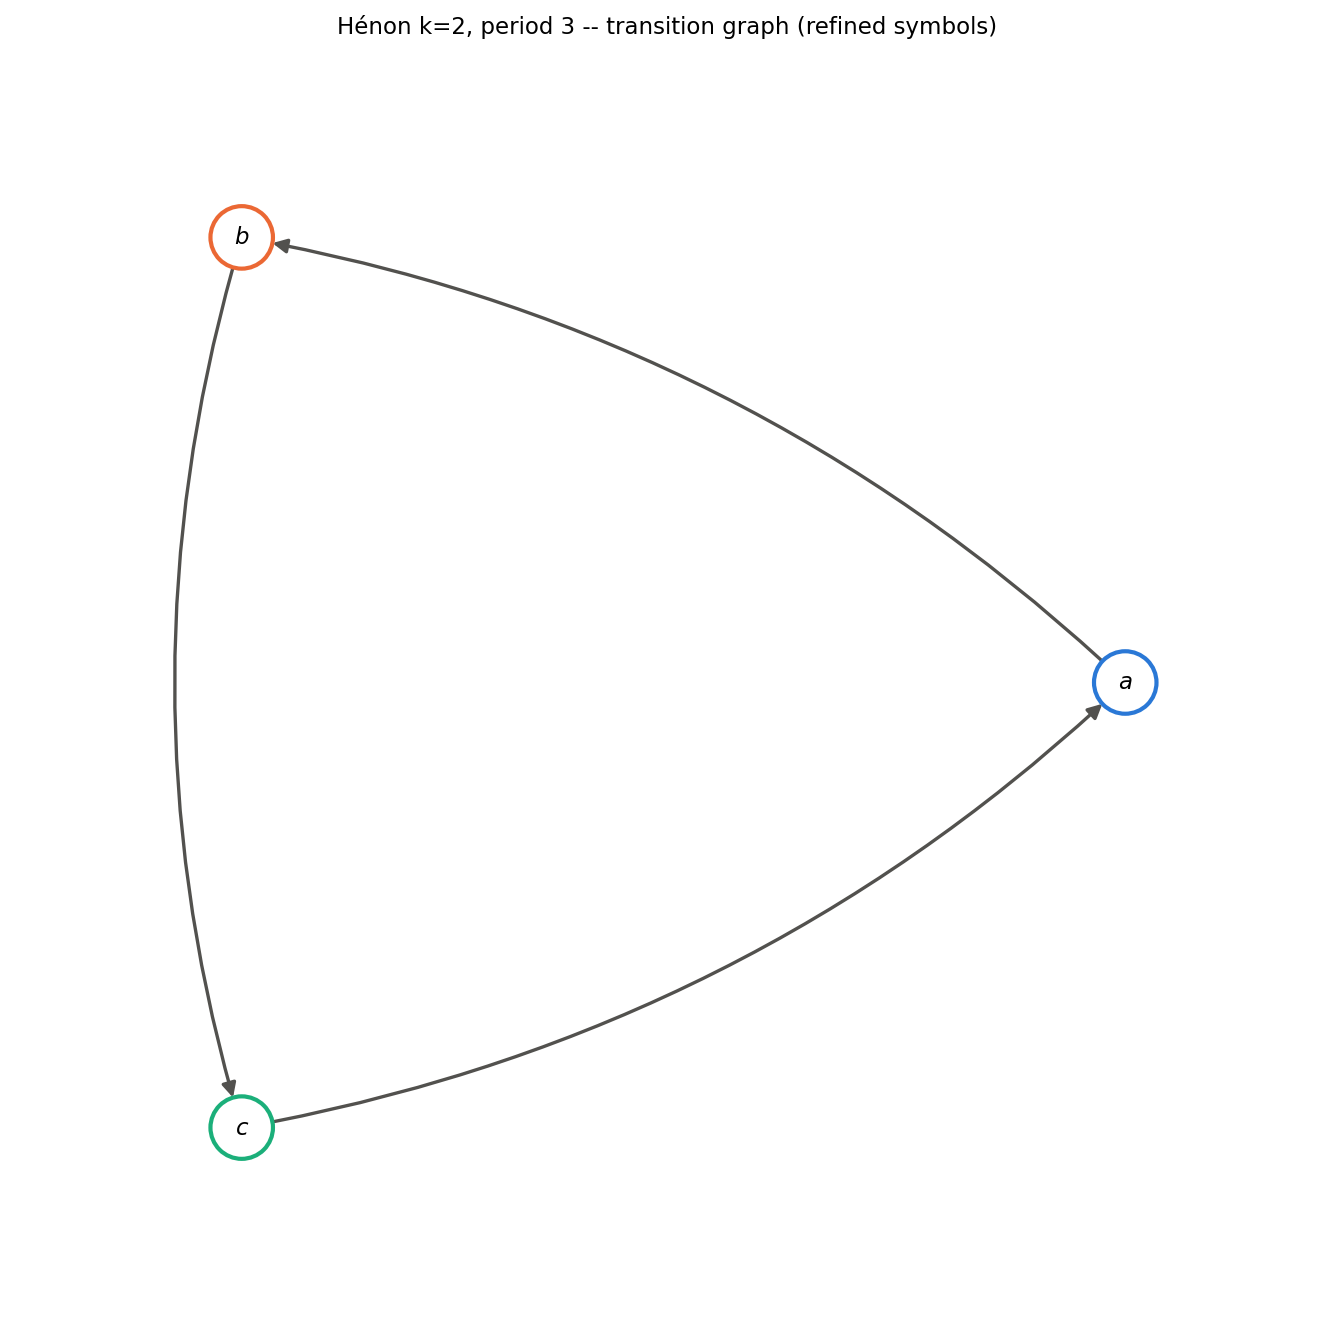 Hénon k=2, period 3 -- transition graph (refined symbols)
b
a
c